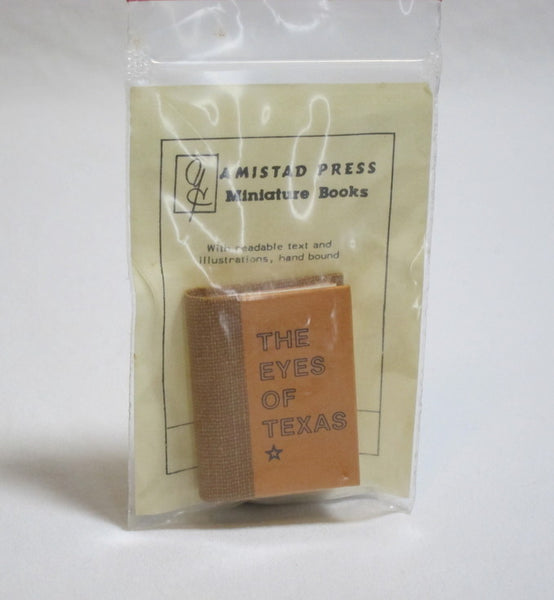 AMISTAD PRESS
Miniature Books
With readable text and
illustrations, hand bound
THE
EYES
OF
TEXAS